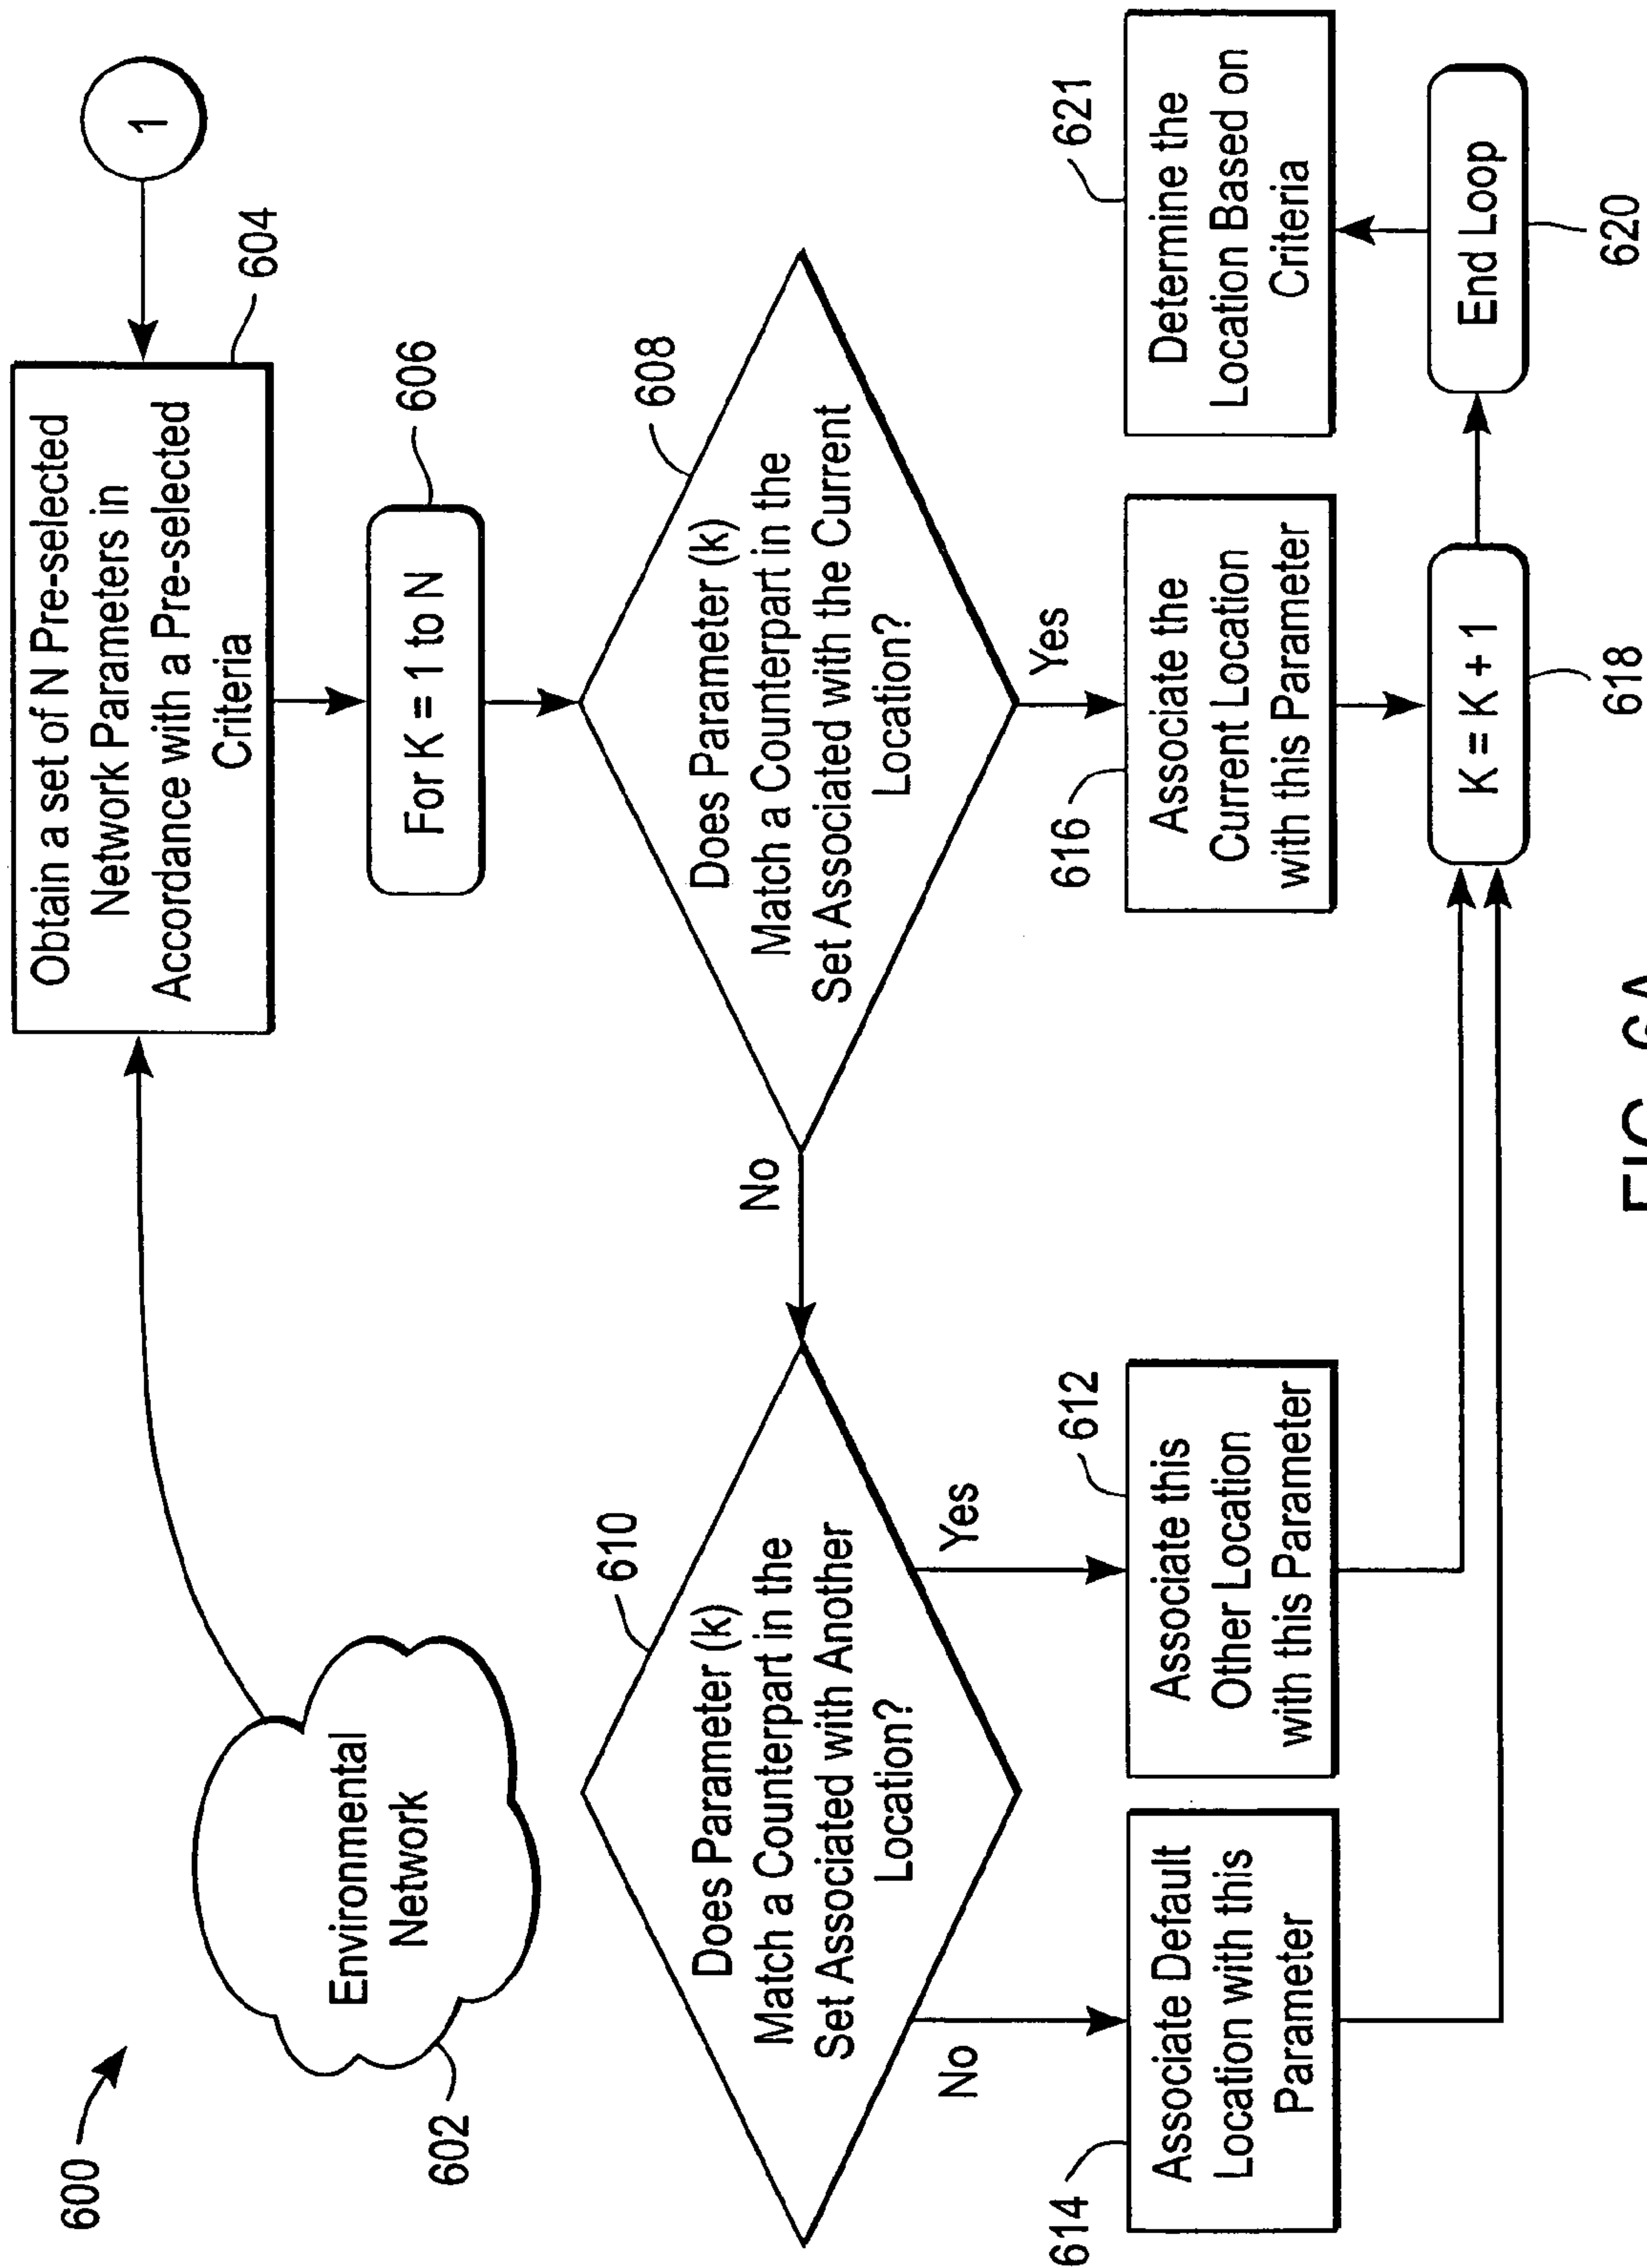 600
Environmental
Network
602
1
Obtain a set of N Pre-selected
Network Parameters in
Accordance with a Pre-selected
Criteria
604
For K = 1 to N
606
Does Parameter (k)
Match a Counterpart in the
Set Associated with the Current
Location?
608
No
Yes
Does Parameter (k)
Match a Counterpart in the
Set Associated with Another
Location?
610
No
Yes
Associate Default
Location with this
Parameter
614
Associate this
Other Location
with this Parameter
612
Associate the
Current Location
with this Parameter
616
Determine the
Location Based on
Criteria
621
K = K + 1
618
End Loop
620
FIG. 6A